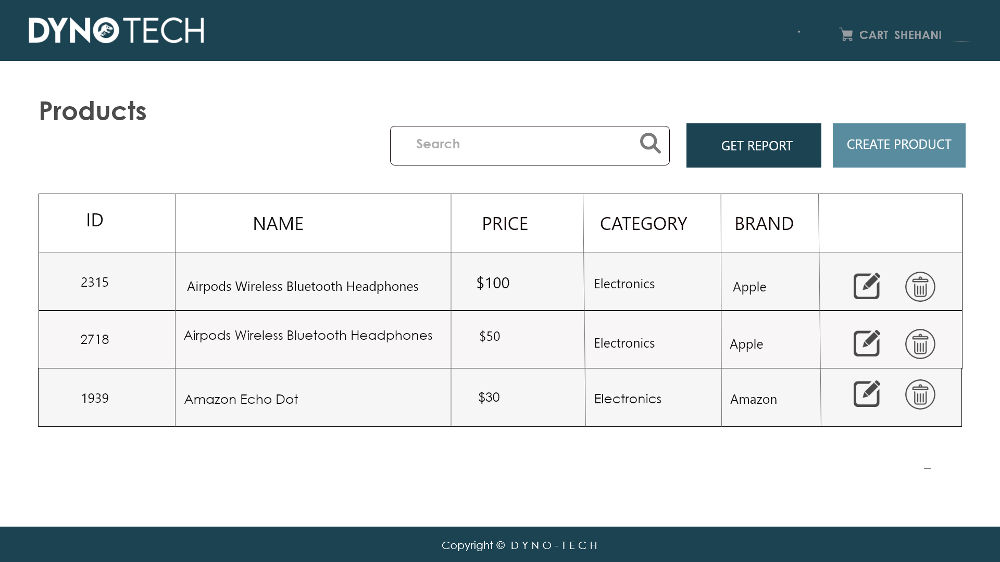 DYNOTECH
CART SHEHANI
Products
Search
GET REPORT
CREATE PRODUCT
ID NAME PRICE CATEGORY BRAND
2315 Airpods Wireless Bluetooth Headphones $100 Electronics Apple
2718 Airpods Wireless Bluetooth Headphones $50 Electronics Apple
1939 Amazon Echo Dot $30 Electronics Amazon
Copyright © DYNO-TECH